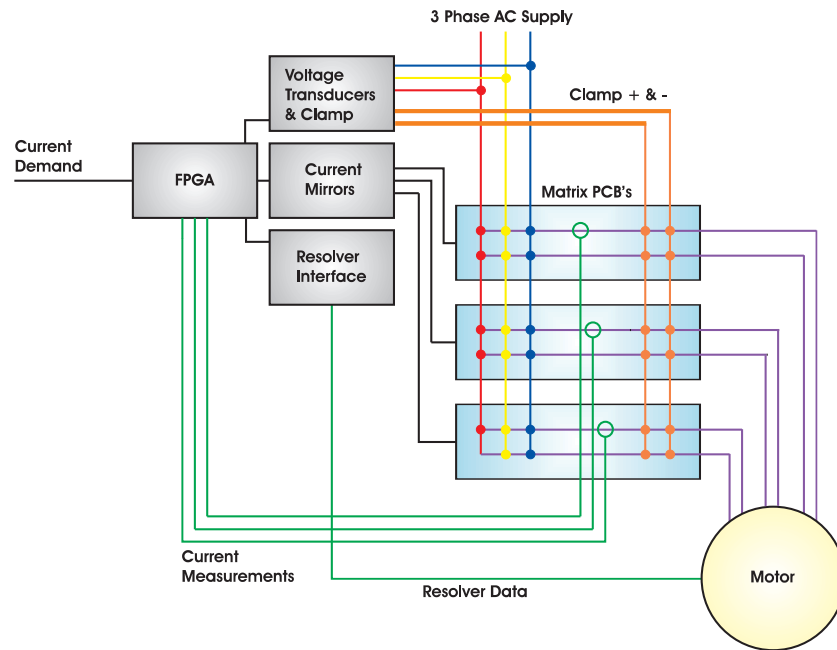 3 Phase AC Supply
Voltage
Transducers
& Clamp
Clamp + & -
Current
Demand
FPGA
Current
Mirrors
Matrix PCB's
Resolver
Interface
Current
Measurements
Resolver Data
Motor